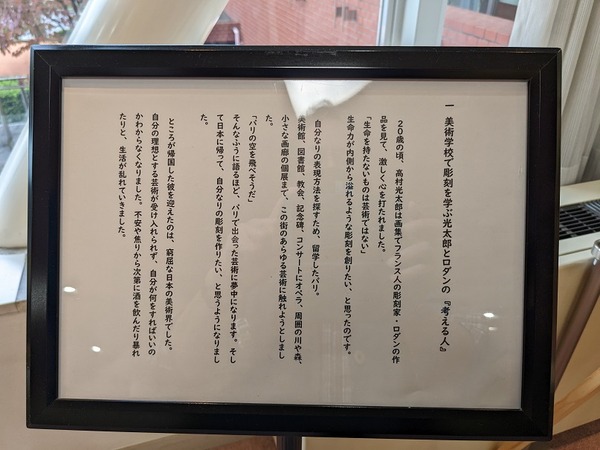 一　美術学校で彫刻を学ぶ光太郎とロダンの『考える人』
２０歳の頃、高村光太郎は画集でフランス人の彫刻家・ロダンの作
品を見て、激しく心を打たれました。
「生命を持たないものは芸術ではない」
生命力が内側から溢れるような彫刻を創りたい、と思ったのです。
自分なりの表現方法を探すため、留学したパリ。
美術館、図書館、教会、記念碑、コンサートにオペラ、周囲の川や森、
小さな画廊の個展まで、この街のあらゆる芸術に触れようとしまし
た。
「パリの空を飛べそうだ」
そんなふうに語るほど、パリで出会った芸術に夢中になります。そし
て日本に帰って、自分なりの彫刻を作りたい、と思うようになりまし
た。
ところが帰国した彼を迎えたのは、窮屈な日本の美術界でした。
自分の理想とする芸術が受け入れられず、自分が何をすればいいの
かわからなくなりました。不安や焦りから次第に酒を飲んだり暴れ
たりと、生活が乱れていきました。